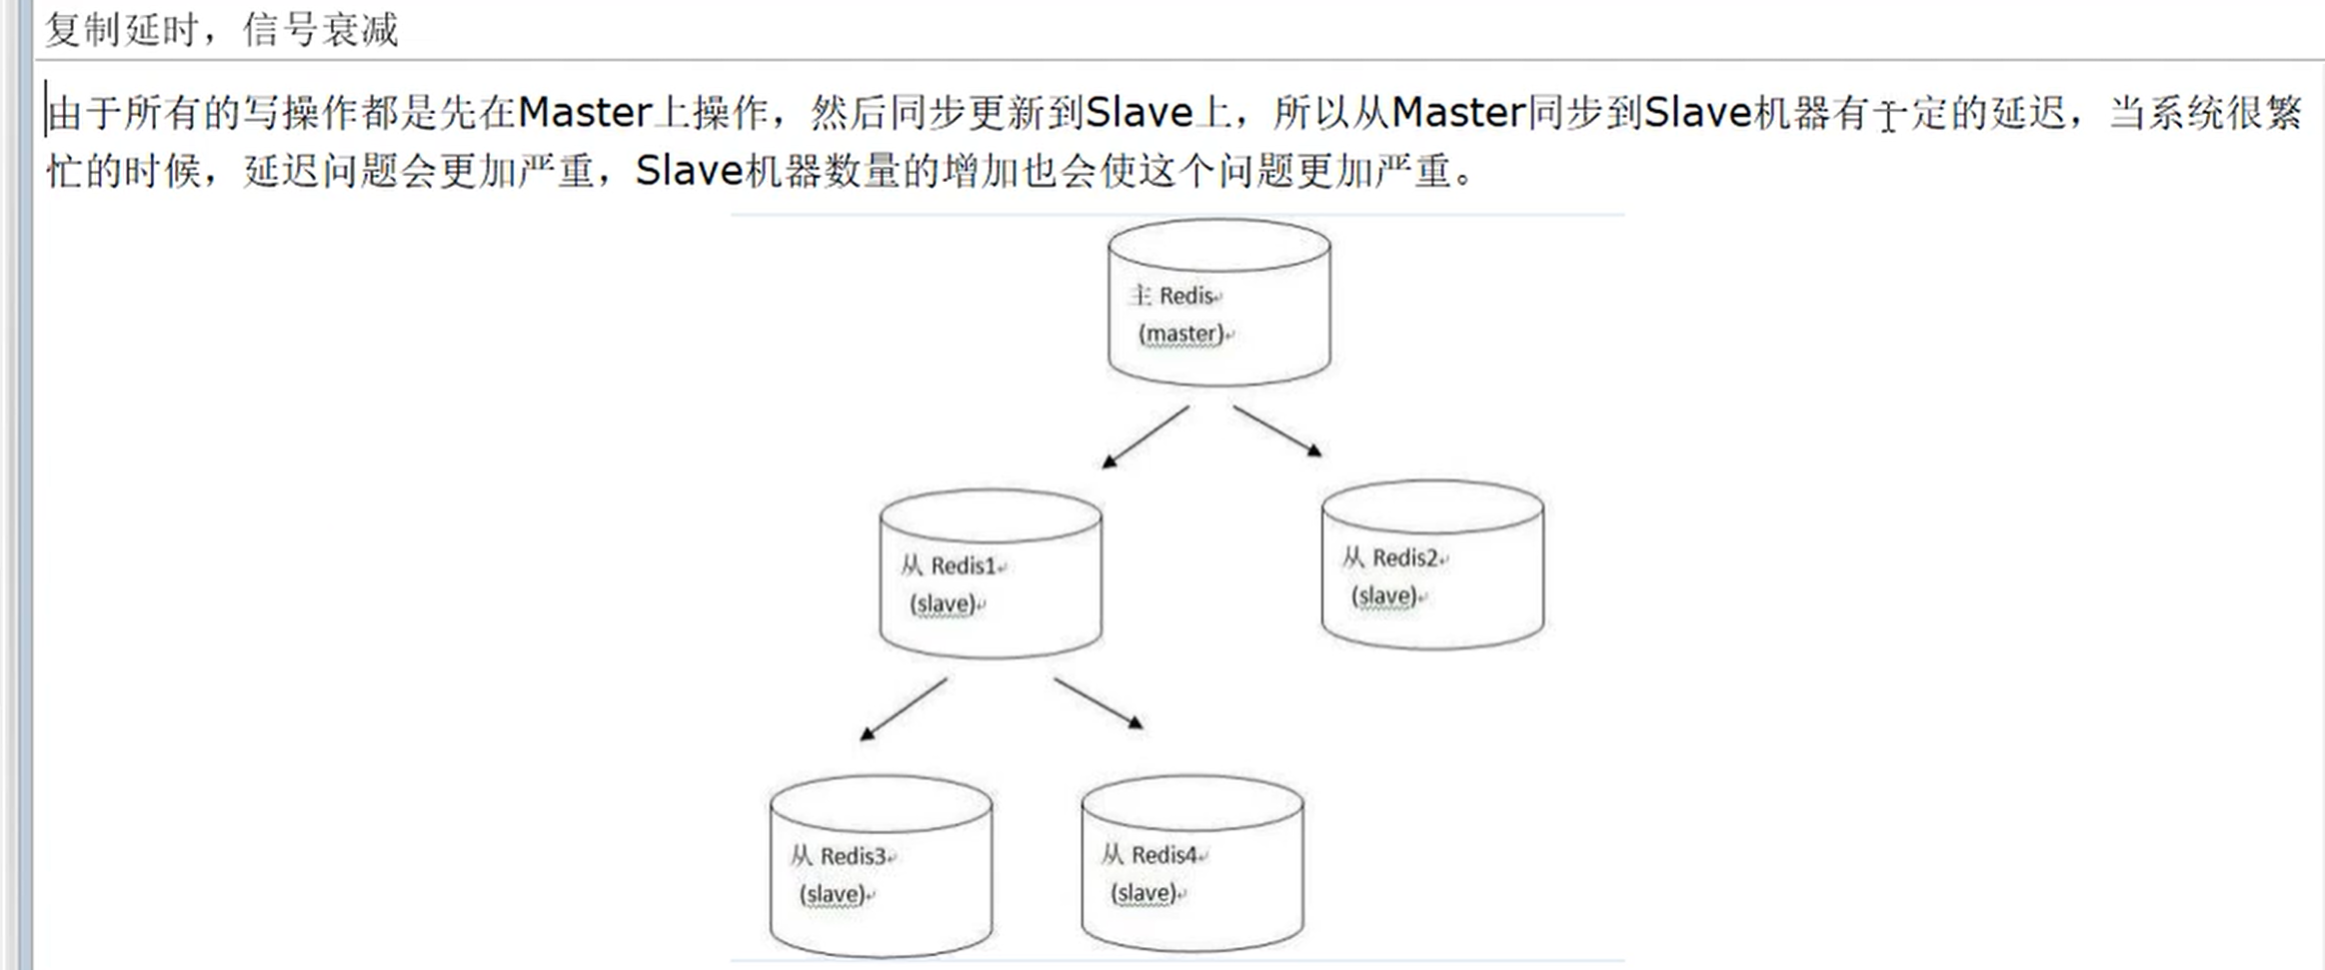 复制延时，信号衰减
由于所有的写操作都是先在Master上操作，然后同步更新到Slave上，所以从Master同步到Slave机器有一定的延迟，当系统很繁
忙的时候，延迟问题会更加严重，Slave机器数量的增加也会使这个问题更加严重。
主 Redis
(master)
从 Redis1
(slave)
从 Redis2
(slave)
从 Redis3
(slave)
从 Redis4
(slave)